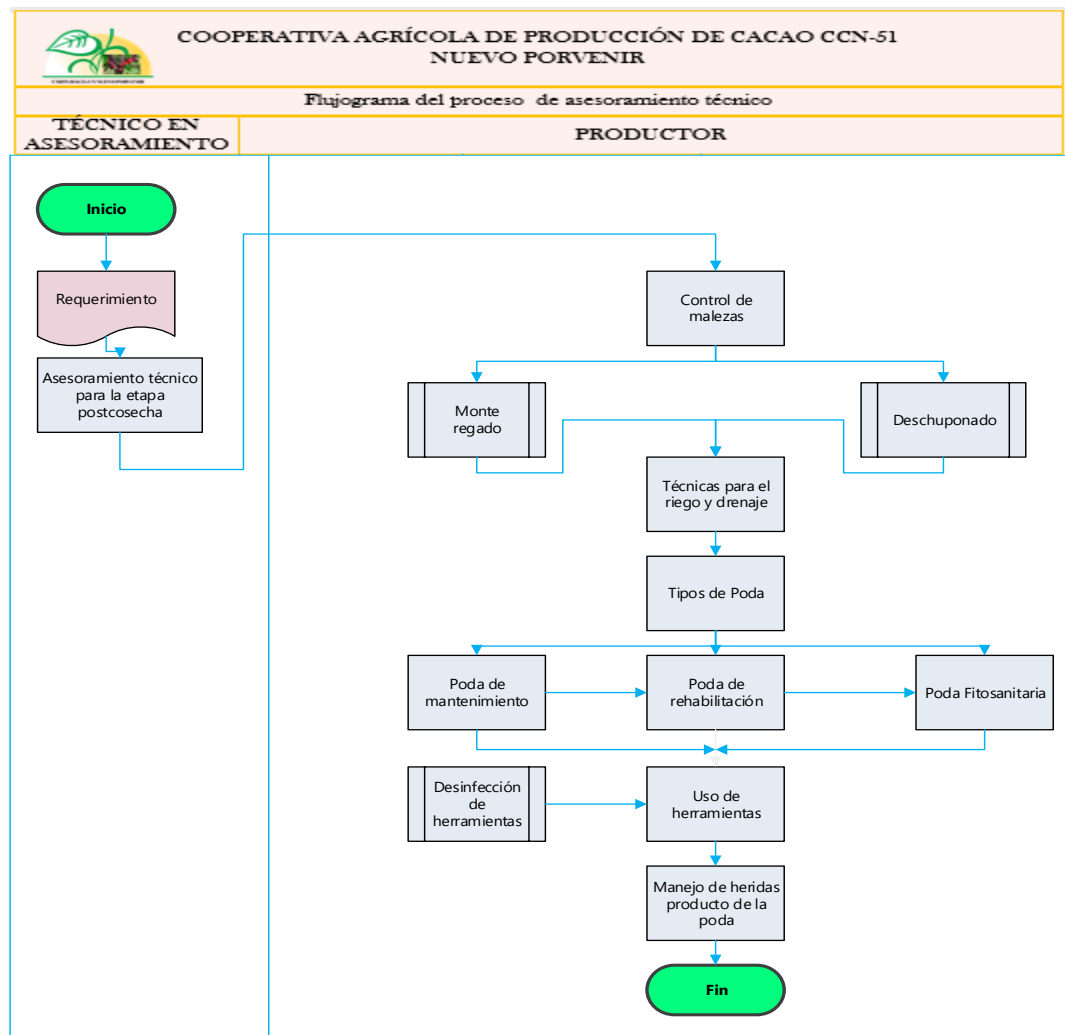 COOPERATIVA AGRÍCOLA DE PRODUCCIÓN DE CACAO CCN-51
NUEVO PORVENIR
Flujograma del proceso de asesoramiento técnico
TÉCNICO EN
ASESORAMIENTO
PRODUCTOR
Inicio
Requerimiento
Asesoramiento técnico
para la etapa
postcosecha
Control de
malezas
Monte
regado
Deschuponado
Técnicas para el
riego y drenaje
Tipos de Poda
Poda de
mantenimiento
Poda de
rehabilitación
Poda Fitosanitaria
Desinfección
de
herramientas
Uso de
herramientas
Manejo de heridas
producto de la
poda
Fin